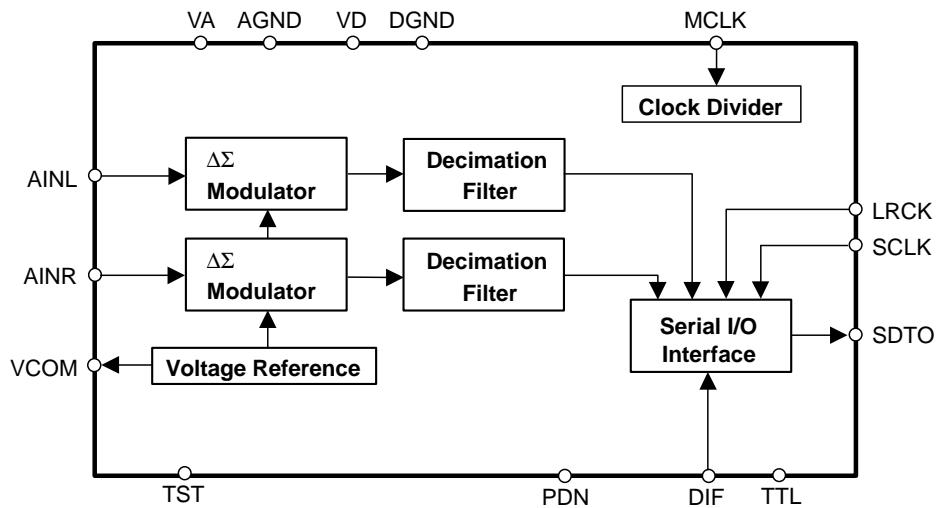 VA AGND VD DGND MCLK
Clock Divider
ΔΣ
Modulator
Decimation
Filter
AINL
LRCK
SCLK
AINR
ΔΣ
Modulator
Decimation
Filter
Serial I/O
Interface
SDTO
VCOM
Voltage Reference
TST PDN DIF TTL